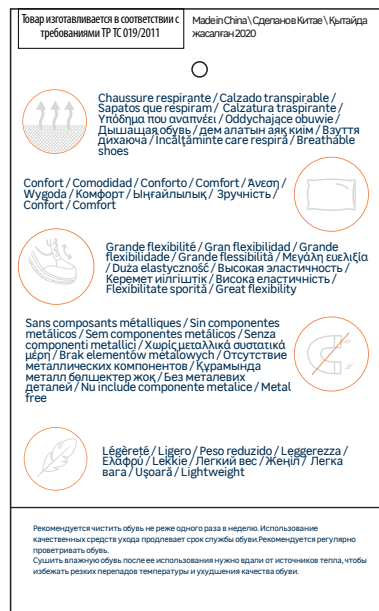 Товар изготавливается в соответствии с
требованиями ТР ТС 019/2011
Made in China \ Сделано в Китае \ Қытайда
жасалған 2020
Chaussure respirante / Calzado transpirable /
Sapatos que respiram / Calzatura traspirante /
Υπόδημα που αναπνέει / Oddychające obuwie /
Дышащая обувь / дем алатын аяқ киім / Взуття
дихаюча / Încălțăminte care respiră / Breathable
shoes
Confort / Comodidad / Conforto / Comfort / Άνεση /
Wygoda / Комфорт / Ыңғайлылық / Зручність /
Confort / Comfort
Grande flexibilité / Gran flexibilidad / Grande
flexibilidade / Grande flessibilità / Μεγάλη ευελιξία
/ Duża elastyczność / Высокая эластичность /
Керемет иілгіштік / Висока еластичність /
Flexibilitate sporită / Great flexibility
Sans composants métalliques / Sin componentes
metálicos / Sem componentes metálicos / Senza
componenti metallici / Χωρίς μεταλλικά συστατικά
μέρη / Brak elementów metalowych / Отсутствие
металлических компонентов / Құрамында
металл бөлшектер жоқ / Без металевих
деталей / Nu include componente metalice / Metal
free
Légèreté / Ligero / Peso reduzido / Leggerezza /
Ελαφρύ / Lekkie / Легкий вес / Жеңіл / Легка
вага / Ușoară / Lightweight
Рекомендуется чистить обувь не реже одного раза в неделю. Использование
качественных средств ухода продлевает срок службы обуви.Рекомендуется регулярно
проветривать обувь.
Сушить влажную обувь после ее использования нужно вдали от источников тепла, чтобы
избежать резких перепадов температуры и ухудшения качества обуви.